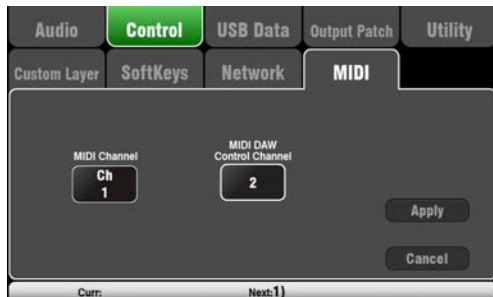 Audio Control USB Data Output Patch Utility
Custom Layer SoftKeys Network MIDI
MIDI Channel
Ch
1
MIDI DAW
Control Channel
2
Apply
Cancel
Curr: Next:1)